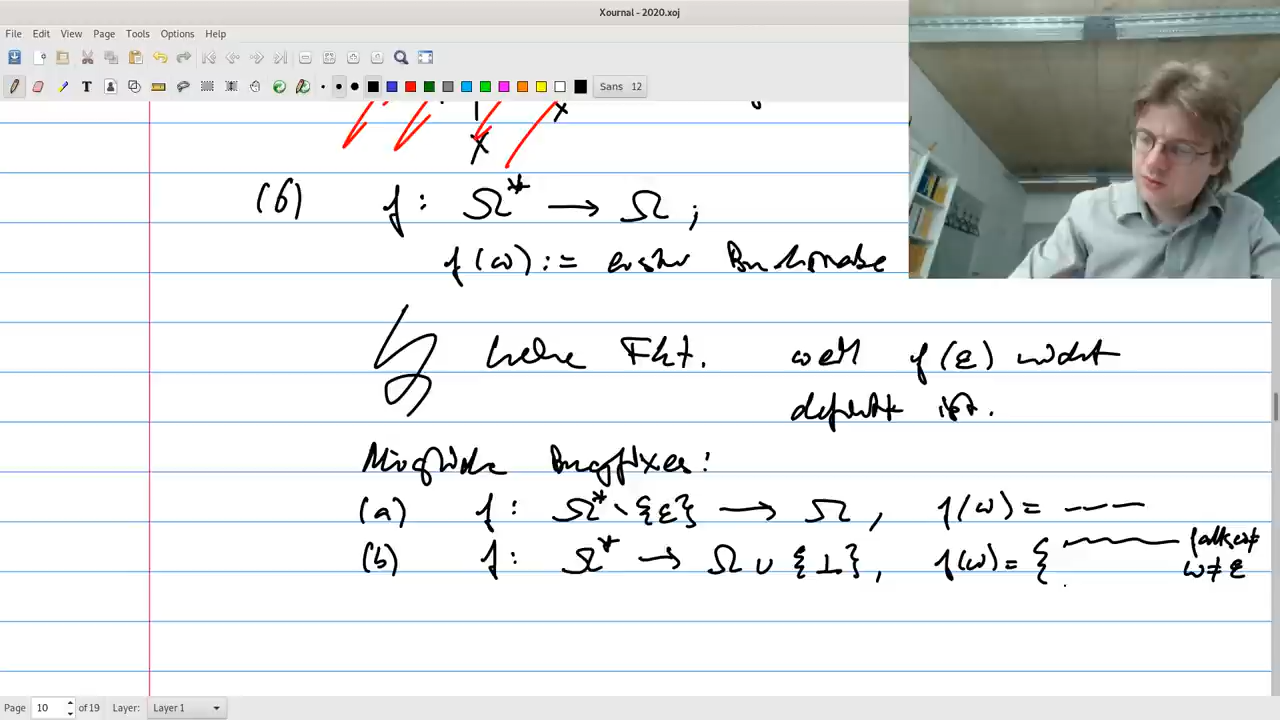 Xournal - 2020.xoj
File Edit View Page Tools Options Help
Sans 12
x
x
(6) f: Ω* → Ω;
f(ω) := erster Buchstabe
keine Fkt. weil f(ε) nicht
definiert ist.
Mögliche Bugfixes:
(a) f: Ω* \ {ε} → Ω, f(ω) = ---
(b) f: Ω* → Ω ∪ {⊥}, f(ω) = { falls
ω ≠ ε
Page 10 of 19 Layer: Layer 1